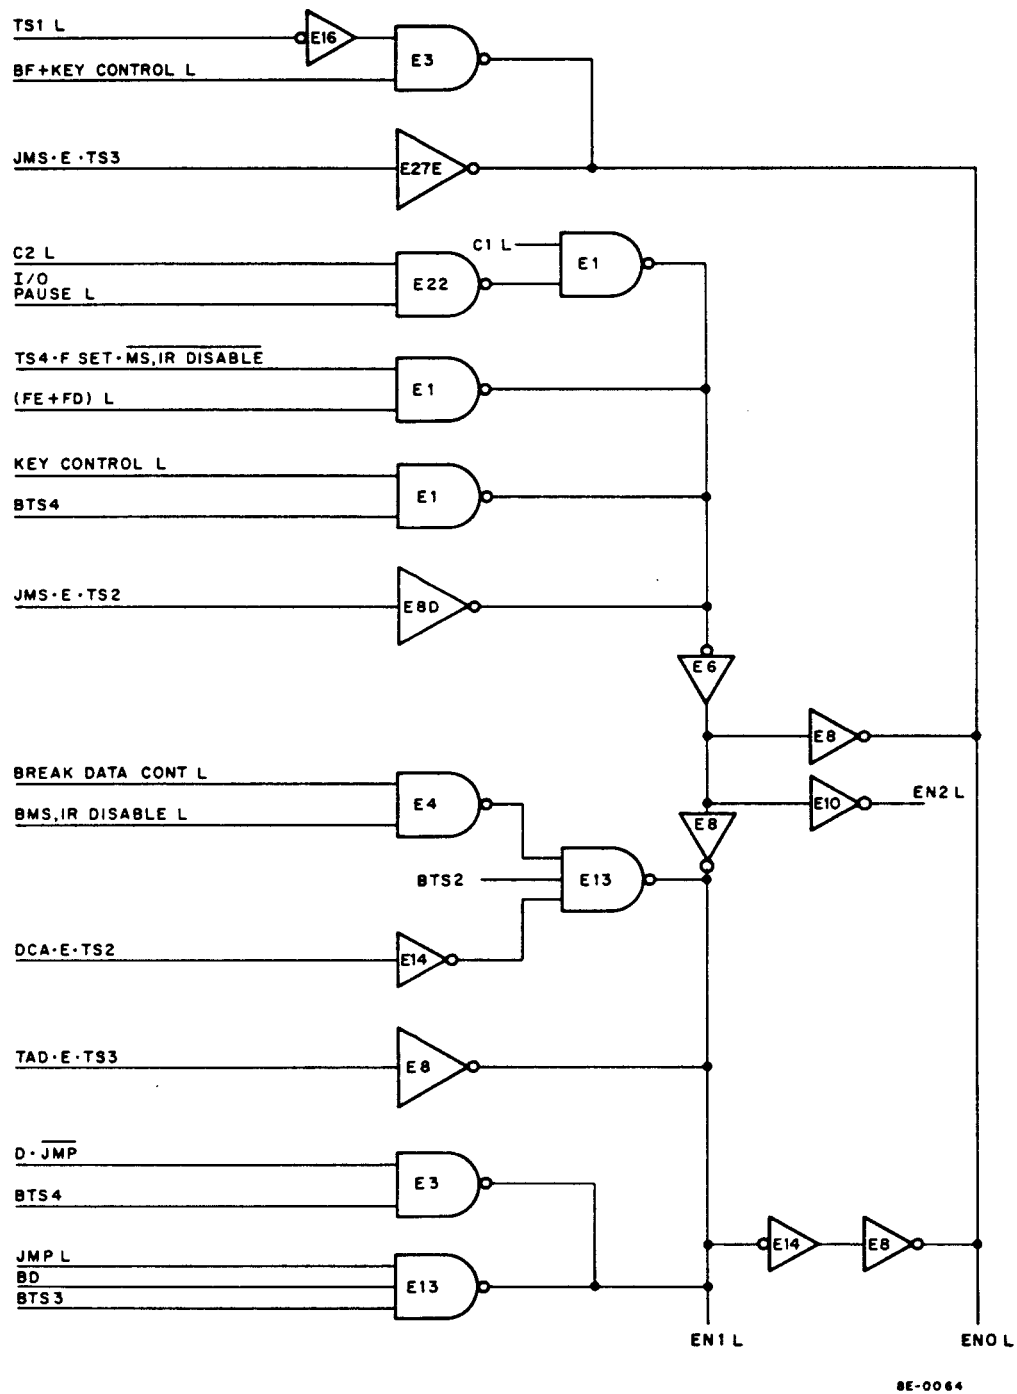 TS1 L
E16
E3
BF+KEY CONTROL L
JMS·E·TS3
E27E
C2 L
C1 L
E1
I/O
PAUSE L
E22
TS4·F SET·MS,IR DISABLE
E1
(FE+FD) L
KEY CONTROL L
E1
BTS4
JMS·E·TS2
E8D
E6
E8
BREAK DATA CONT L
E4
E10
EN2 L
BMS,IR DISABLE L
E8
BTS2
E13
DCA·E·TS2
E14
TAD·E·TS3
E8
D·JMP
E3
BTS4
JMP L
E14
E8
BD
E13
BTS3
EN1 L
EN0 L
8E-0064